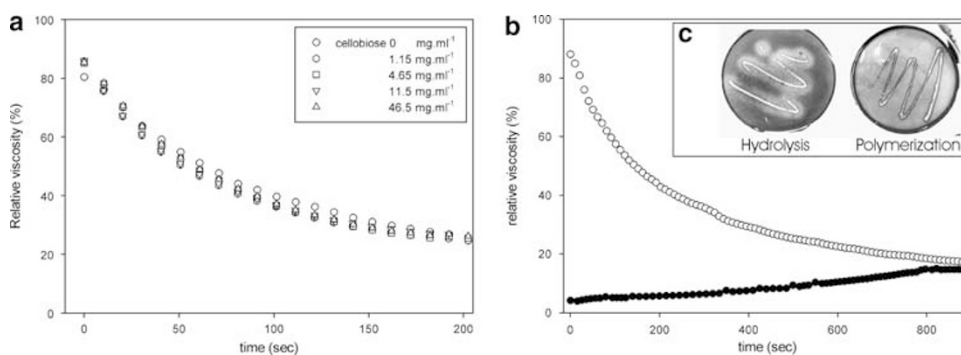 a
100
80
60
40
20
0
Relative viscosity (%)
0 50 100 150 200
time (sec)
cellobiose 0 mg.ml-1
1.15 mg.ml-1
4.65 mg.ml-1
11.5 mg.ml-1
46.5 mg.ml-1
b
100
80
60
40
20
0
relative viscosity (%)
0 200 400 600 800
time (sec)
c
Hydrolysis Polymerization